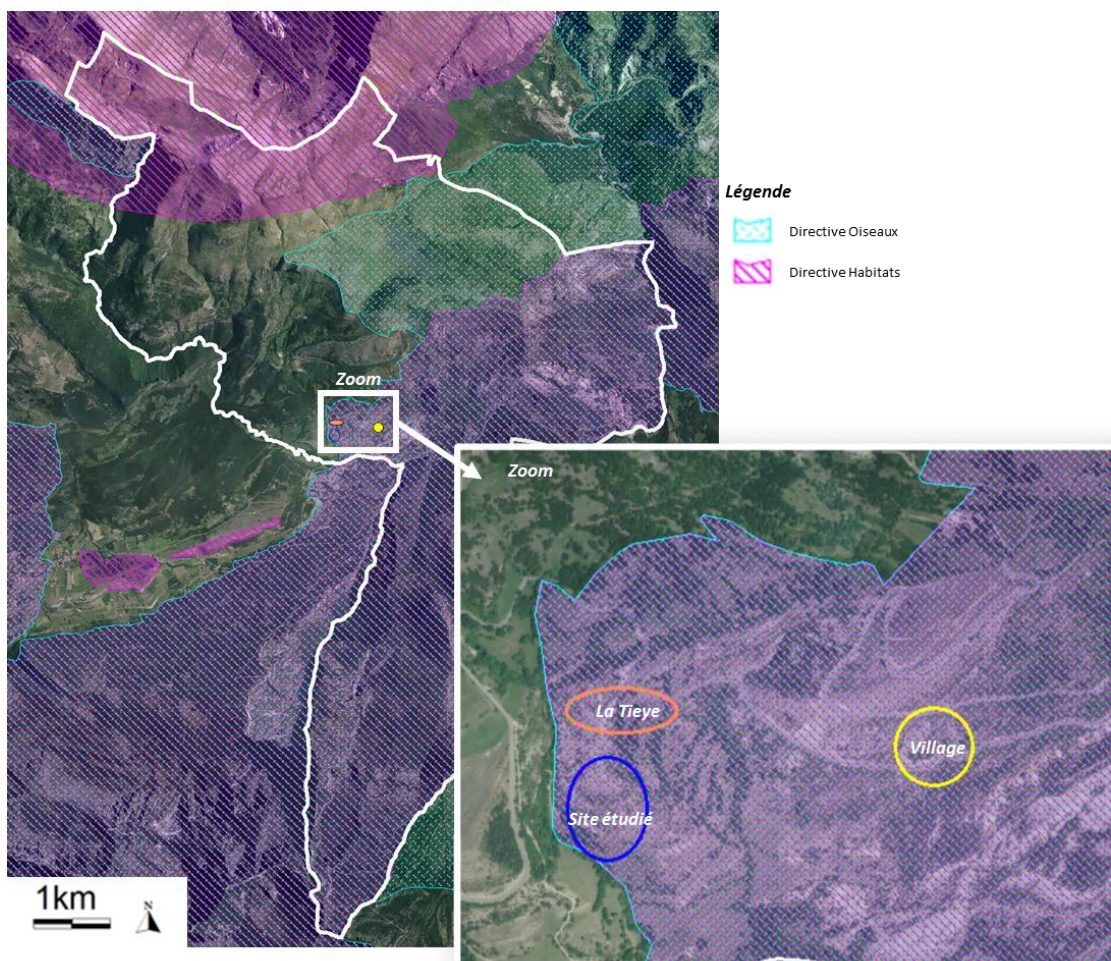 Légende
Directive Oiseaux
Directive Habitats
Zoom
Zoom
La Tieye
Village
Site étudié
1km
N